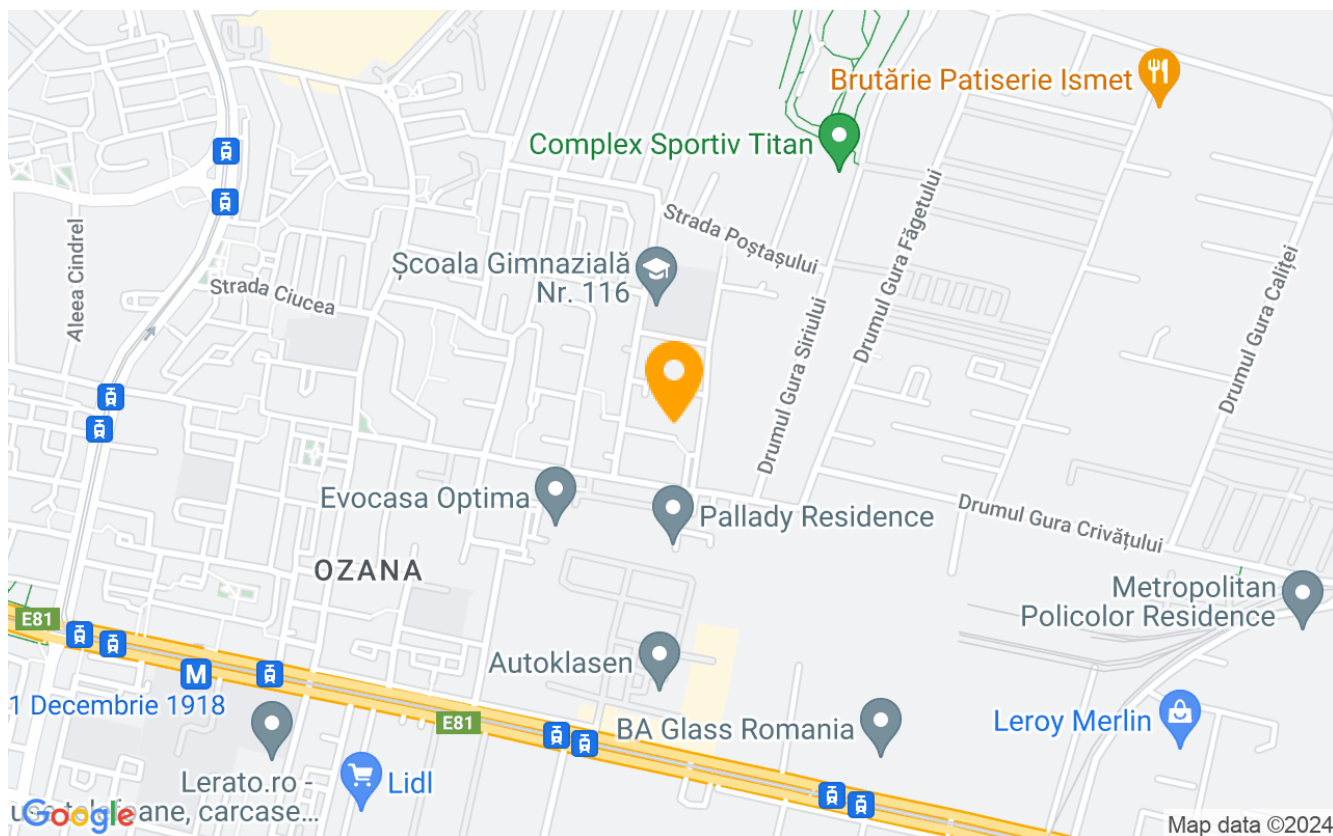 Brutărie Patiserie Ismet
Complex Sportiv Titan
Strada Poștașului
Drumul Gura Făgetului
Școala Gimnazială
Nr. 116
Aleea Cindrel
Strada Ciucea
Drumul Gura Caliței
Drumul Gura Siriului
Evocasa Optima
Pallady Residence
Drumul Gura Crivățului
OZANA
Metropolitan
Policolor Residence
E81
Autoklasen
M
1 Decembrie 1918
E81
BA Glass Romania
Leroy Merlin
Lerato.ro -
Lidl
carcase...
Google
Map data ©2024